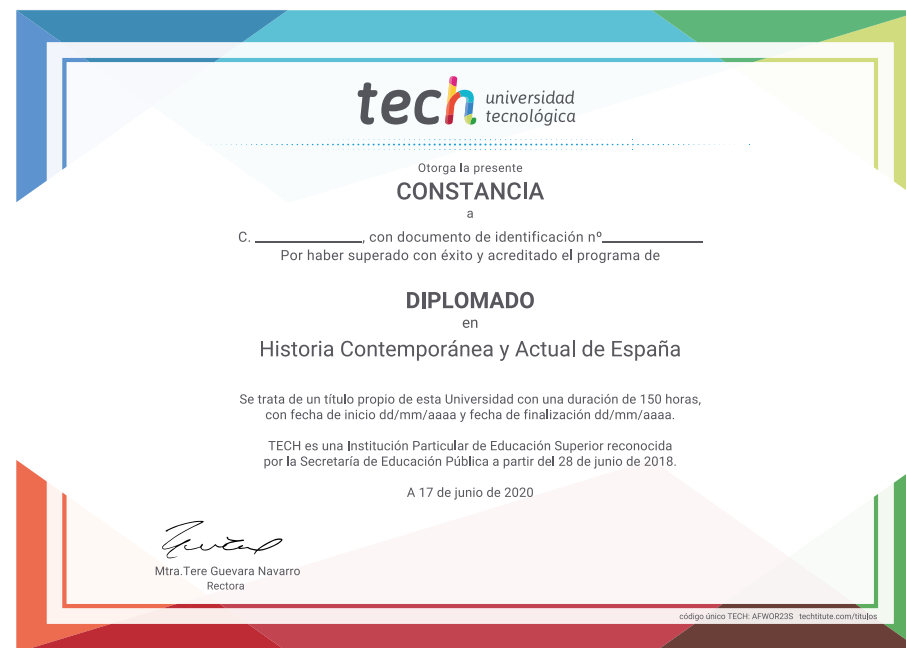 tech universidad
tecnológica
Otorga la presente
CONSTANCIA
a
C. ____________, con documento de identificación nº____________
Por haber superado con éxito y acreditado el programa de
DIPLOMADO
en
Historia Contemporánea y Actual de España
Se trata de un título propio de esta Universidad con una duración de 150 horas,
con fecha de inicio dd/mm/aaaa y fecha de finalización dd/mm/aaaa.
TECH es una Institución Particular de Educación Superior reconocida
por la Secretaría de Educación Pública a partir del 28 de junio de 2018.
A 17 de junio de 2020
Mtra.Tere Guevara Navarro
Rectora
código único TECH: AFWOR23S techtitute.com/titulos